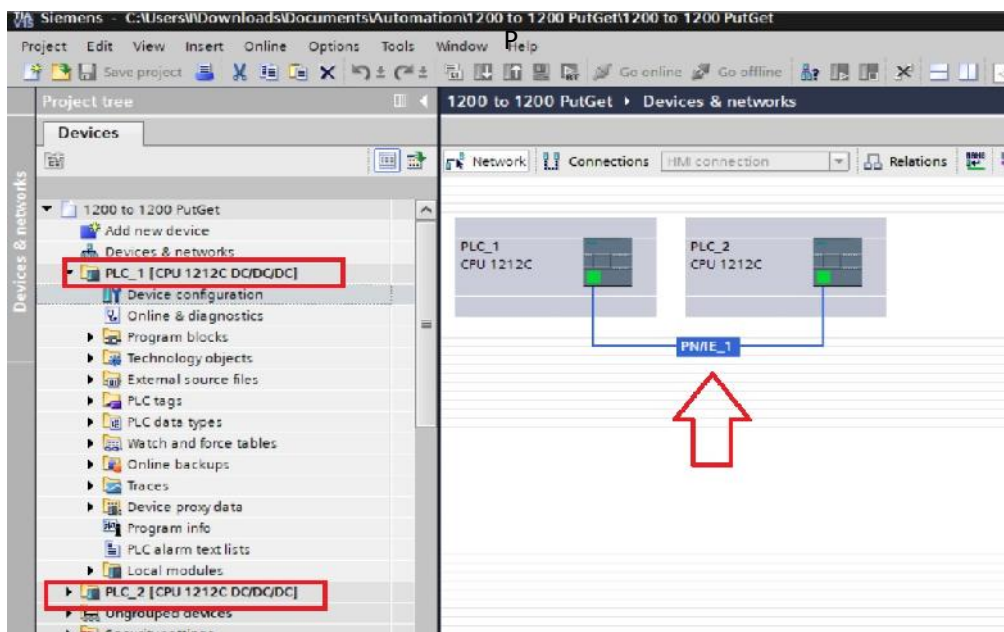 Siemens - C:\Users\I\Downloads\Documents\Automation\1200 to 1200 PutGet\1200 to 1200 PutGet
Project Edit View Insert Online Options Tools Window Help
P
Save project Go online Go offline
Project tree
1200 to 1200 PutGet Devices & networks
Devices
Network Connections HMI connection Relations
Devices & networks
1200 to 1200 PutGet
Add new device
Devices & networks
PLC_1 [CPU 1212C DC/DC/DC]
Device configuration
Online & diagnostics
Program blocks
Technology objects
External source files
PLC tags
PLC data types
Watch and force tables
Online backups
Traces
Device proxy data
Program info
PLC alarm text lists
Local modules
PLC_2 [CPU 1212C DC/DC/DC]
Ungrouped devices
PLC_1
CPU 1212C
PLC_2
CPU 1212C
PN/IE_1